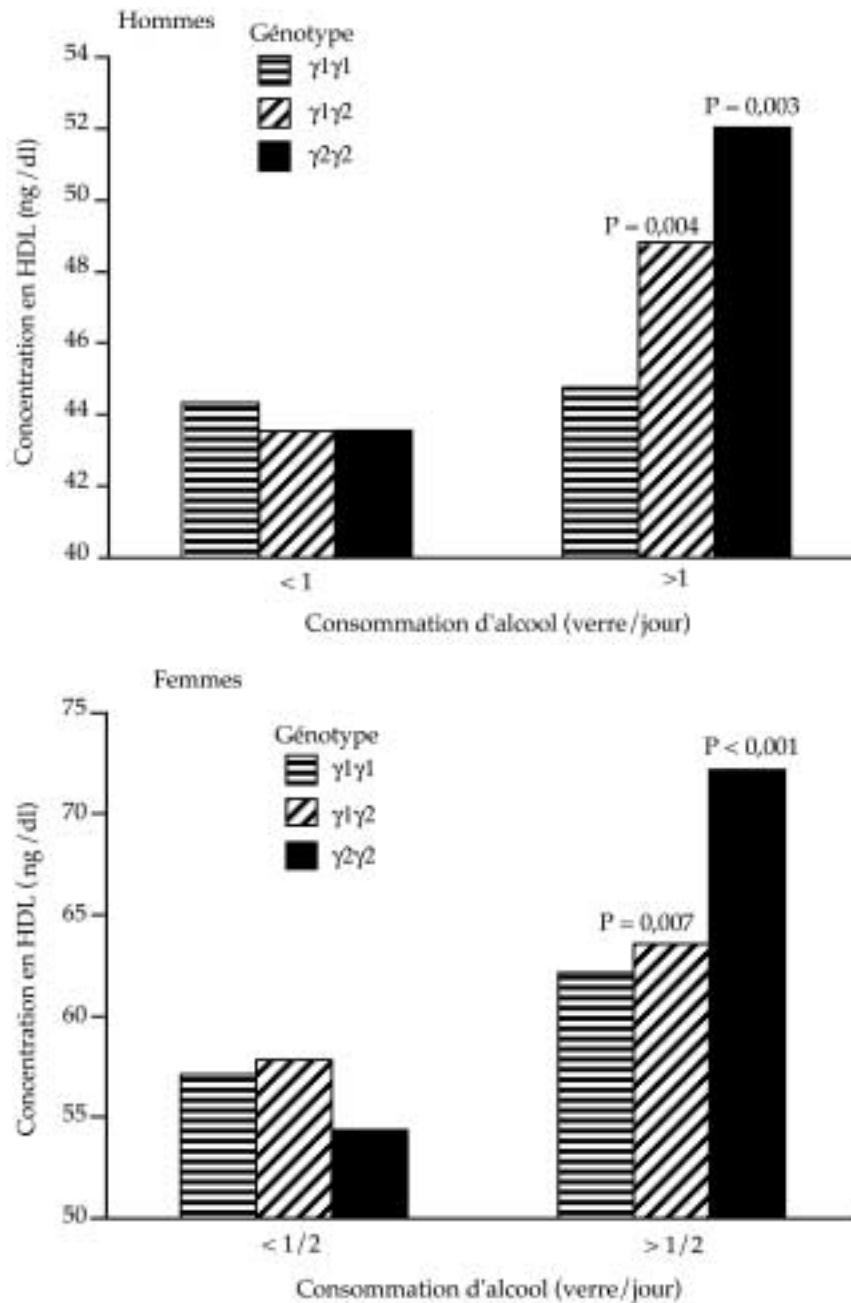 Hommes
Génotype
γ1γ1
γ1γ2
γ2γ2
Concentration en HDL (ng/dl)
54
52
50
48
46
44
42
40
P = 0,003
P = 0,004
< 1
>1
Consommation d'alcool (verre/jour)
Femmes
Génotype
γ1γ1
γ1γ2
γ2γ2
Concentration en HDL ( ng/dl)
75
70
65
60
55
50
P < 0,001
P = 0,007
< 1/2
> 1/2
Consommation d'alcool (verre/jour)